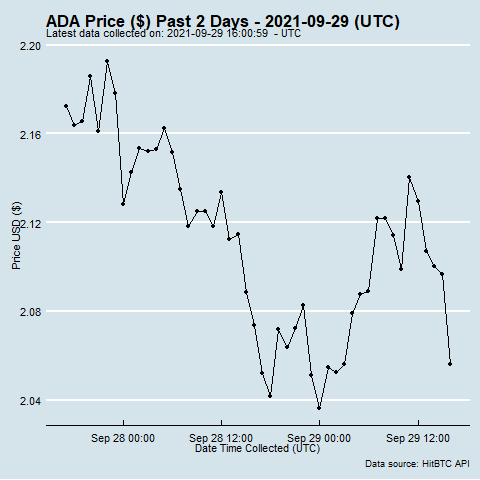 ADA Price ($) Past 2 Days - 2021-09-29 (UTC)
Latest data collected on: 2021-09-29 16:00:59 - UTC
2.20
2.16
2.12
2.08
2.04
Price USD ($)
Sep 28 00:00
Sep 28 12:00
Sep 29 00:00
Sep 29 12:00
Date Time Collected (UTC)
Data source: HitBTC API